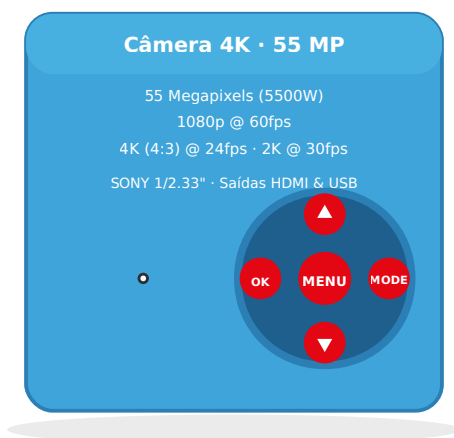 Câmera 4K · 55 MP
55 Megapixels (5500W)
1080p @ 60fps
4K (4:3) @ 24fps · 2K @ 30fps
SONY 1/2.33" · Saídas HDMI & USB
OK
MENU
MODE